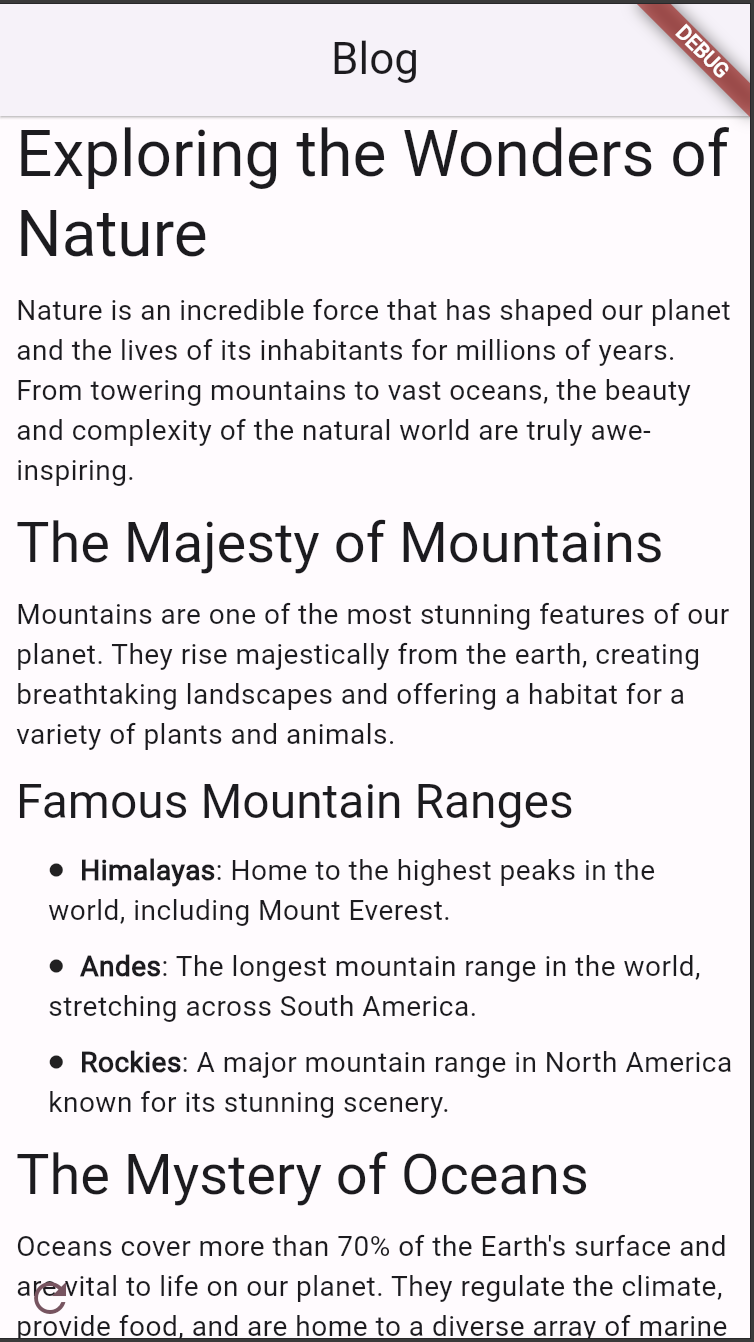 Blog
DEBUG
Exploring the Wonders of
Nature
Nature is an incredible force that has shaped our planet
and the lives of its inhabitants for millions of years.
From towering mountains to vast oceans, the beauty
and complexity of the natural world are truly awe-
inspiring.
The Majesty of Mountains
Mountains are one of the most stunning features of our
planet. They rise majestically from the earth, creating
breathtaking landscapes and offering a habitat for a
variety of plants and animals.
Famous Mountain Ranges
● Himalayas: Home to the highest peaks in the
world, including Mount Everest.
● Andes: The longest mountain range in the world,
stretching across South America.
● Rockies: A major mountain range in North America
known for its stunning scenery.
The Mystery of Oceans
Oceans cover more than 70% of the Earth's surface and
are vital to life on our planet. They regulate the climate,
provide food, and are home to a diverse array of marine